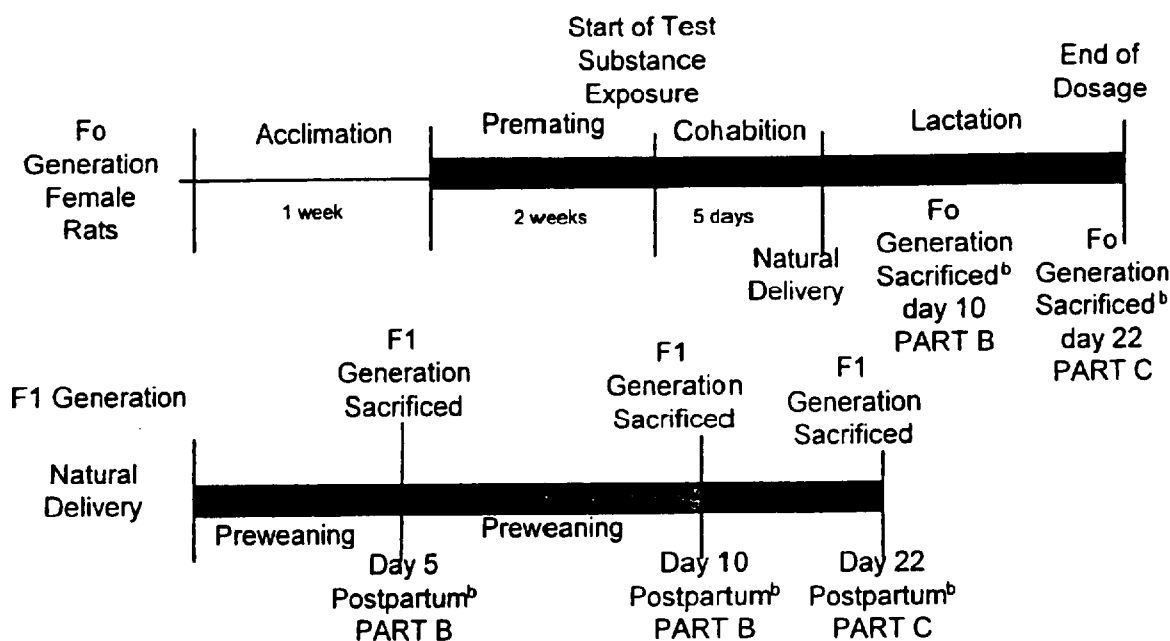 Start of Test
Substance
Exposure
End of
Dosage
Fo
Generation
Female
Rats
Acclimation
Premating
Cohabition
Lactation
1 week
2 weeks
5 days
Natural
Delivery
Fo
Generation
Sacrificedᵇ
day 10
PART B
Fo
Generation
Sacrificedᵇ
day 22
PART C
F1 Generation
F1
Generation
Sacrificed
F1
Generation
Sacrificed
F1
Generation
Sacrificed
Natural
Delivery
Preweaning
Preweaning
Day 5
Postpartumᵇ
PART B
Day 10
Postpartumᵇ
PART B
Day 22
Postpartumᵇ
PART C